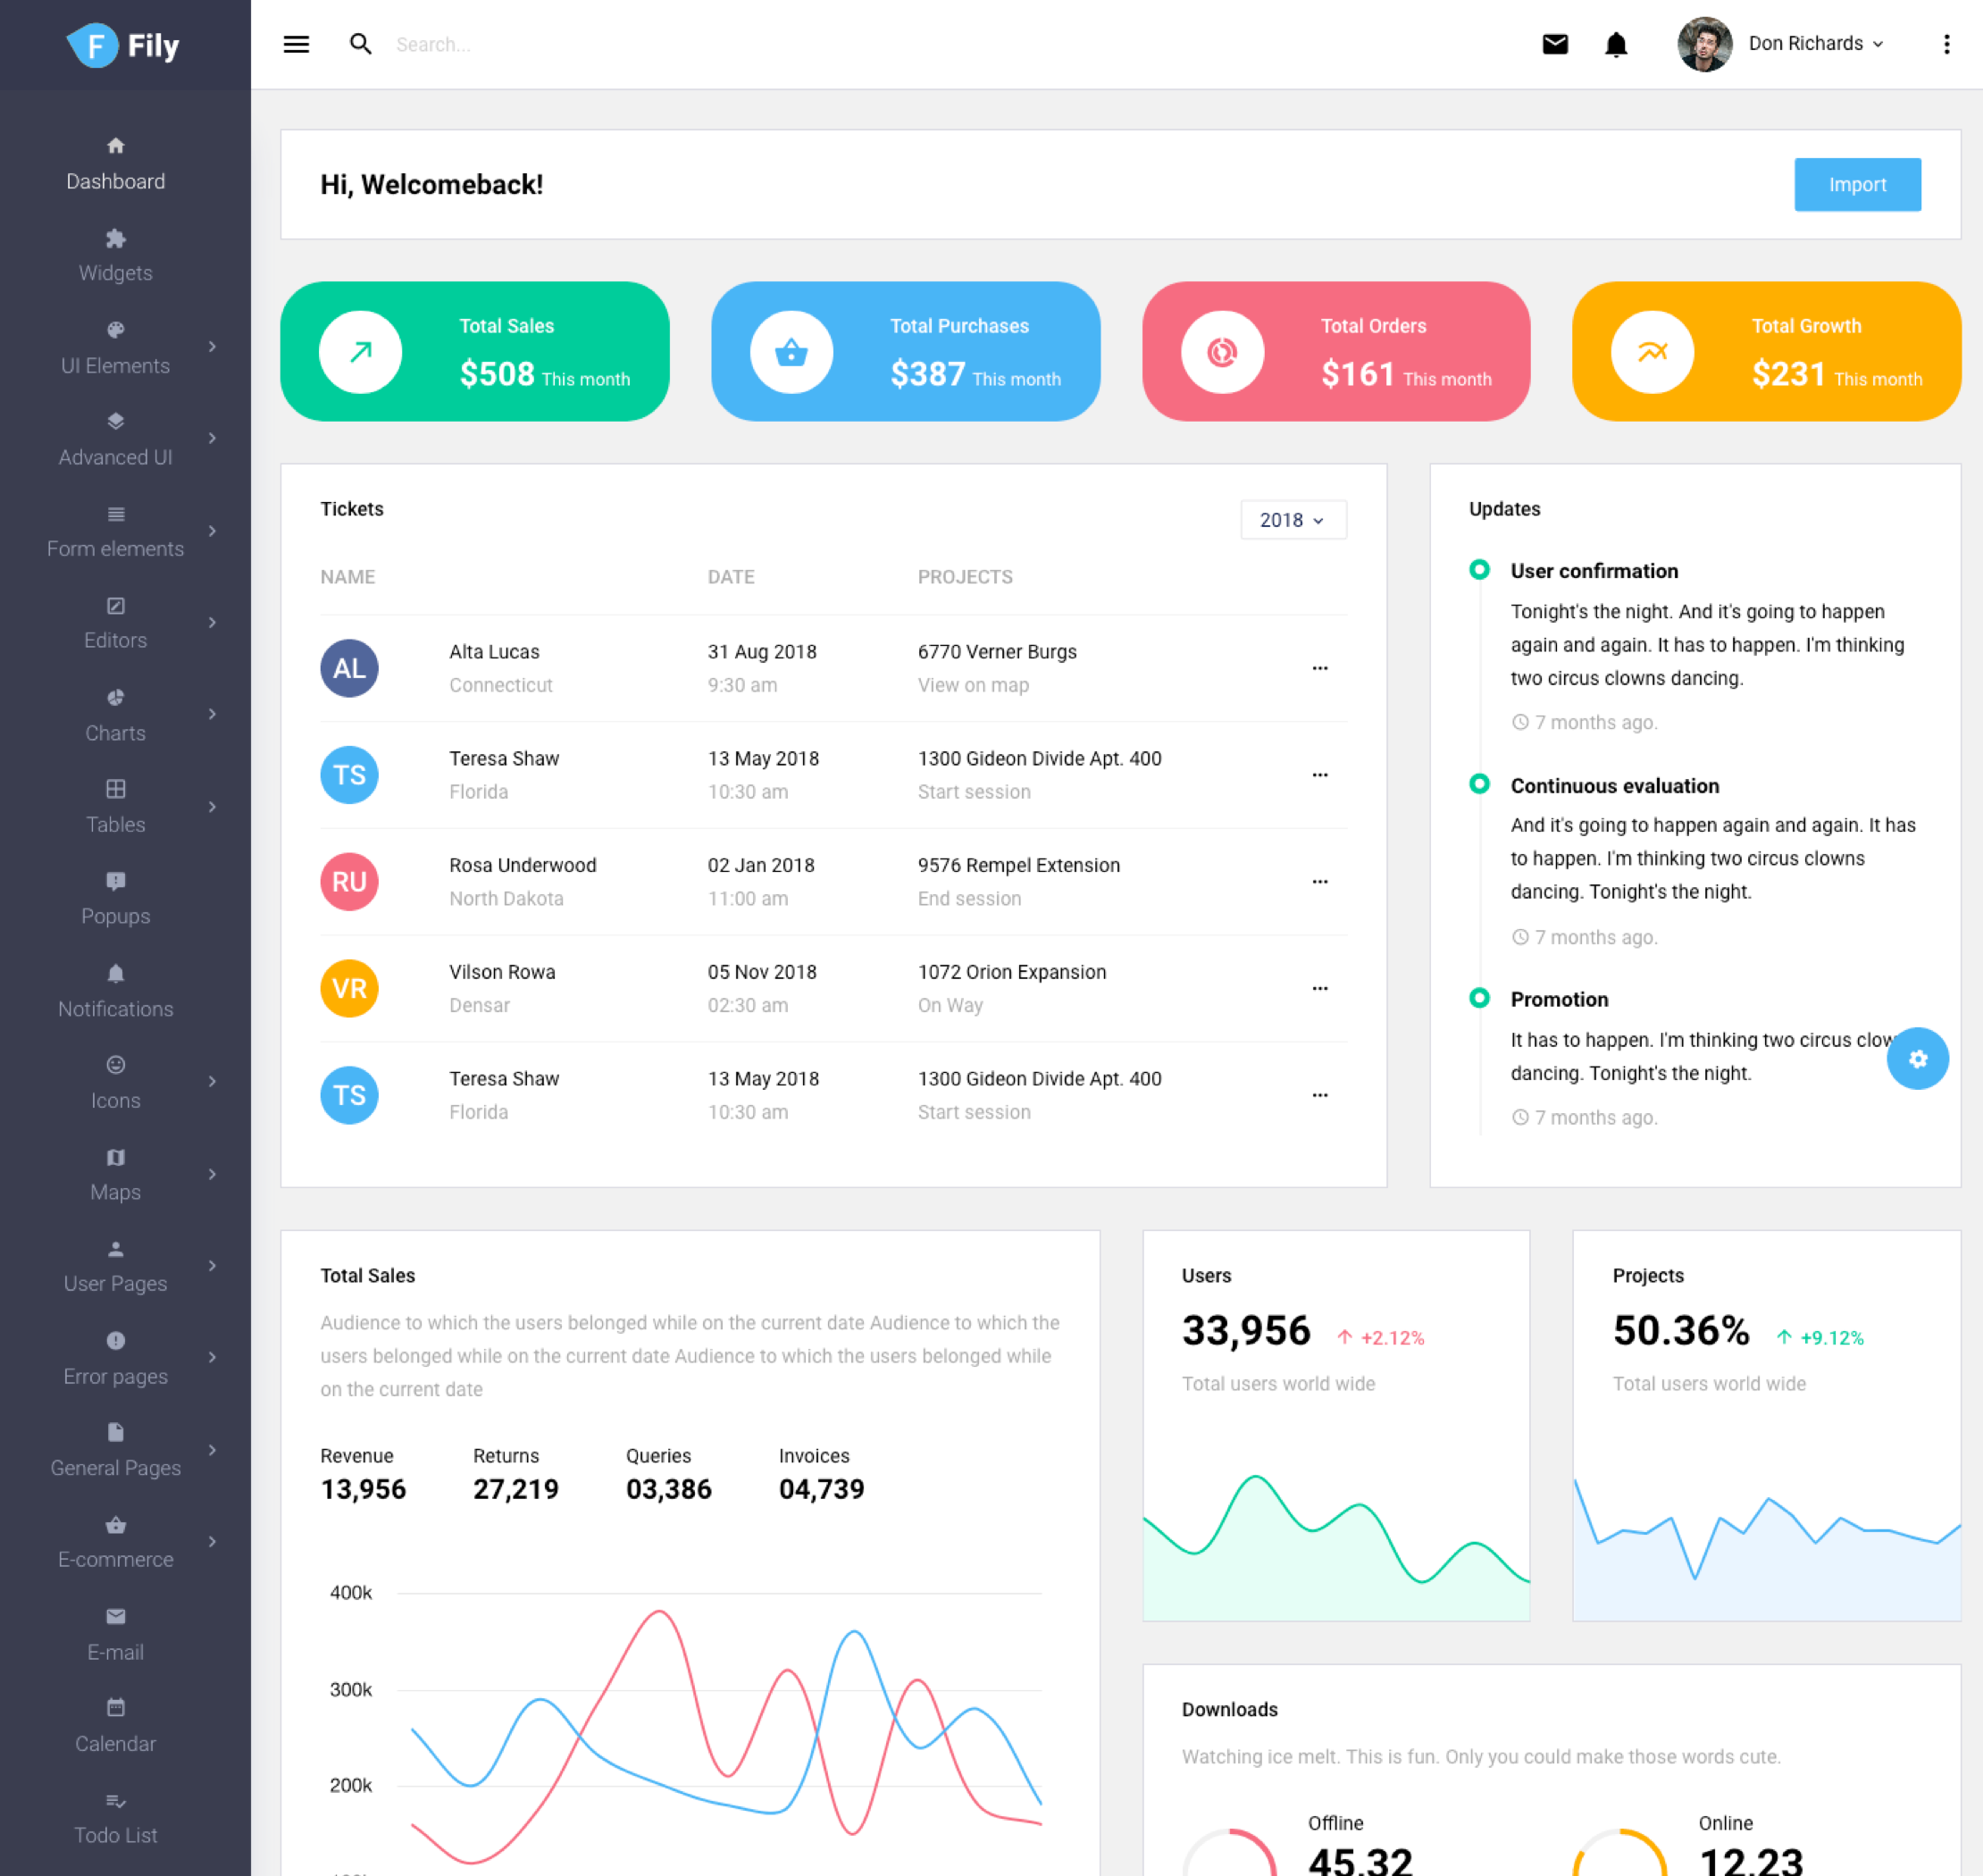 F Fily
Search...
Don Richards
Dashboard
Widgets
UI Elements
Advanced UI
Form elements
Editors
Charts
Tables
Popups
Notifications
Icons
Maps
User Pages
Error pages
General Pages
E-commerce
E-mail
Calendar
Todo List
Hi, Welcomeback!
Import
Total Sales
$508 This month
Total Purchases
$387 This month
Total Orders
$161 This month
Total Growth
$231 This month
Tickets
2018
NAME DATE PROJECTS
AL Alta Lucas 31 Aug 2018 6770 Verner Burgs
Connecticut 9:30 am View on map
TS Teresa Shaw 13 May 2018 1300 Gideon Divide Apt. 400
Florida 10:30 am Start session
RU Rosa Underwood 02 Jan 2018 9576 Rempel Extension
North Dakota 11:00 am End session
VR Vilson Rowa 05 Nov 2018 1072 Orion Expansion
Densar 02:30 am On Way
TS Teresa Shaw 13 May 2018 1300 Gideon Divide Apt. 400
Florida 10:30 am Start session
Updates
User confirmation
Tonight's the night. And it's going to happen
again and again. It has to happen. I'm thinking
two circus clowns dancing.
7 months ago.
Continuous evaluation
And it's going to happen again and again. It has
to happen. I'm thinking two circus clowns
dancing. Tonight's the night.
7 months ago.
Promotion
It has to happen. I'm thinking two circus
dancing. Tonight's the night.
7 months ago.
Total Sales
Audience to which the users belonged while on the current date Audience to which the
users belonged while on the current date Audience to which the users belonged while
on the current date
Revenue Returns Queries Invoices
13,956 27,219 03,386 04,739
400k
300k
200k
Users
33,956 +2.12%
Total users world wide
Projects
50.36% +9.12%
Total users world wide
Downloads
Watching ice melt. This is fun. Only you could make those words cute.
Offline Online
45.32 12.23